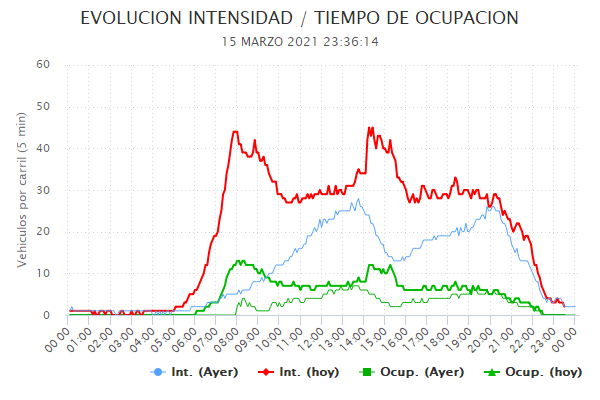 EVOLUCION INTENSIDAD / TIEMPO DE OCUPACION
15 MARZO 2021 23:36:14
Vehiculos por carril (5 min)
60
50
40
30
20
10
0
00:00 01:00 02:00 03:00 04:00 05:00 06:00 07:00 08:00 09:00 10:00 11:00 12:00 13:00 14:00 15:00 16:00 17:00 18:00 19:00 20:00 21:00 22:00 23:00 00:00
Int. (Ayer) Int. (hoy) Ocup. (Ayer) Ocup. (hoy)